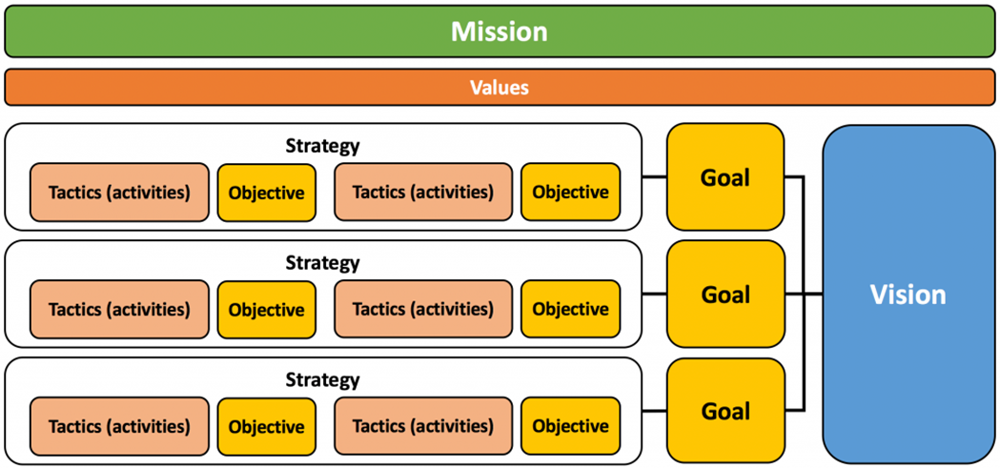 Mission
Values
Strategy
Tactics (activities) Objective Tactics (activities) Objective
Goal
Strategy
Tactics (activities) Objective Tactics (activities) Objective
Goal
Strategy
Tactics (activities) Objective Tactics (activities) Objective
Goal
Vision